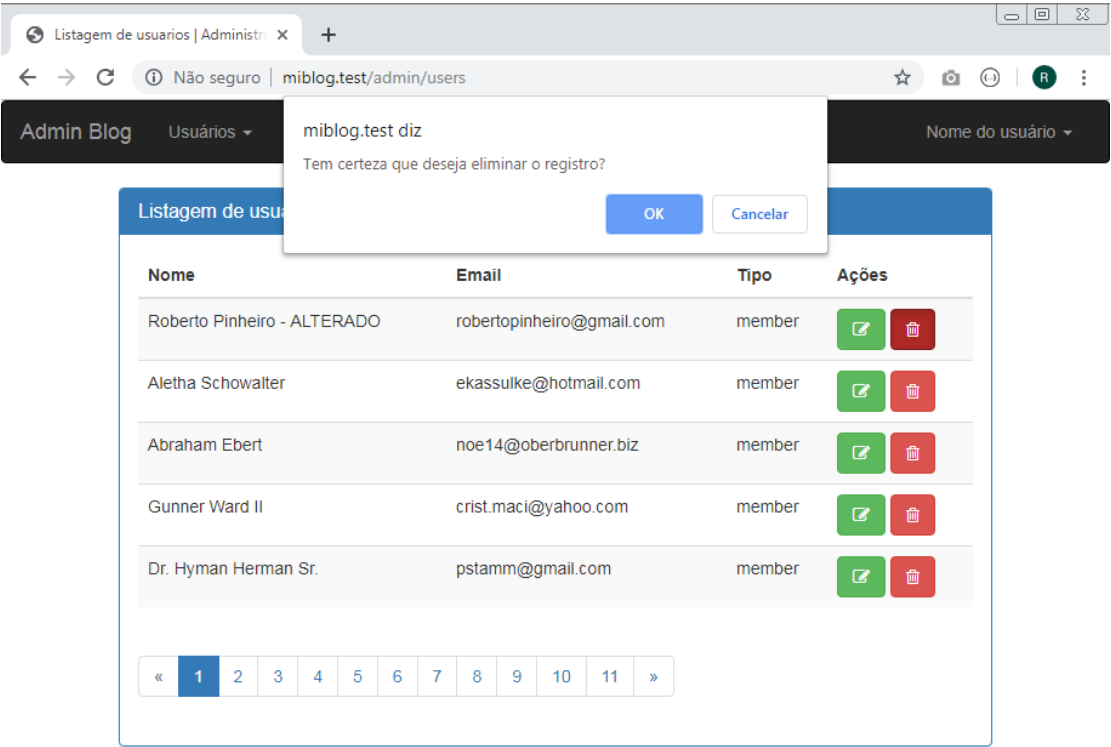 Listagem de usuarios | Administr
Não seguro | miblog.test/admin/users
R
Admin Blog Usuários Nome do usuário
miblog.test diz
Tem certeza que deseja eliminar o registro?
OK Cancelar
Listagem de usu
Nome Email Tipo Ações
Roberto Pinheiro - ALTERADO robertopinheiro@gmail.com member
Aletha Schowalter ekassulke@hotmail.com member
Abraham Ebert noe14@oberbrunner.biz member
Gunner Ward II crist.maci@yahoo.com member
Dr. Hyman Herman Sr. pstamm@gmail.com member
« 1 2 3 4 5 6 7 8 9 10 11 »